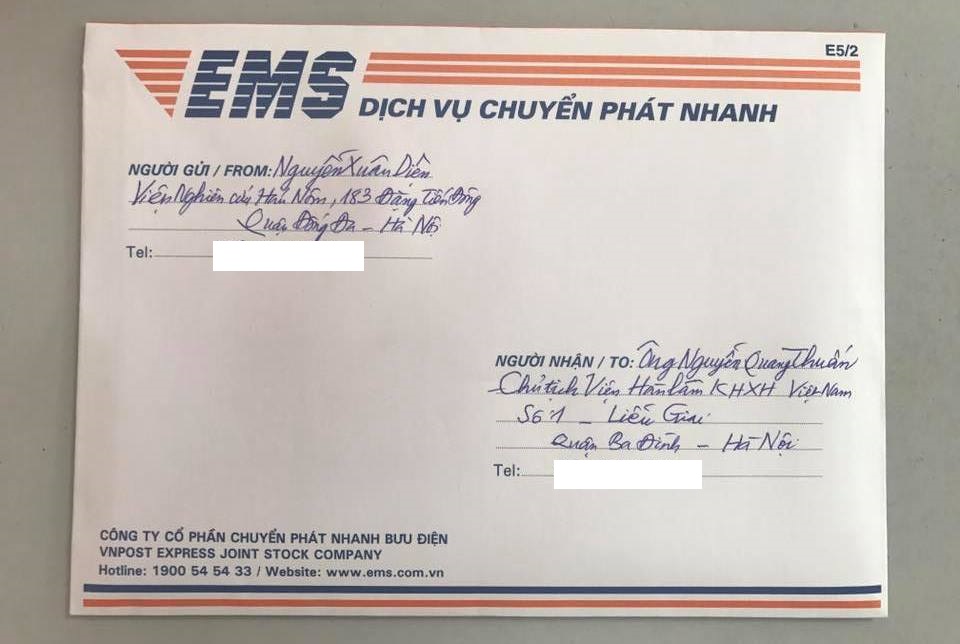 E5/2
EMS
DỊCH VỤ CHUYỂN PHÁT NHANH
NGƯỜI GỬI / FROM: Nguyễn Xuân Diện
Viện Nghiên cứu Hán Nôm, 183 Đặng Tiến Đông
Quận Đống Đa - Hà Nội
Tel:
NGƯỜI NHẬN / TO: Ông Nguyễn Quang Thuấn
Chủ tịch Viện Hàn lâm KHXH Việt Nam
Số 1 - Liễu Giai
Quận Ba Đình - Hà Nội
Tel:
CÔNG TY CỔ PHẦN CHUYỂN PHÁT NHANH BƯU ĐIỆN
VNPOST EXPRESS JOINT STOCK COMPANY
Hotline: 1900 54 54 33 / Website: www.ems.com.vn